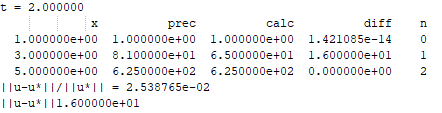 t = 2.000000
x prec calc diff n
1.000000e+00 1.000000e+00 1.000000e+00 1.421085e-14 0
3.000000e+00 8.100000e+01 6.500000e+01 1.600000e+01 1
5.000000e+00 6.250000e+02 6.250000e+02 0.000000e+00 2
||u-u*||/||u*|| = 2.538765e-02
||u-u*||1.600000e+01